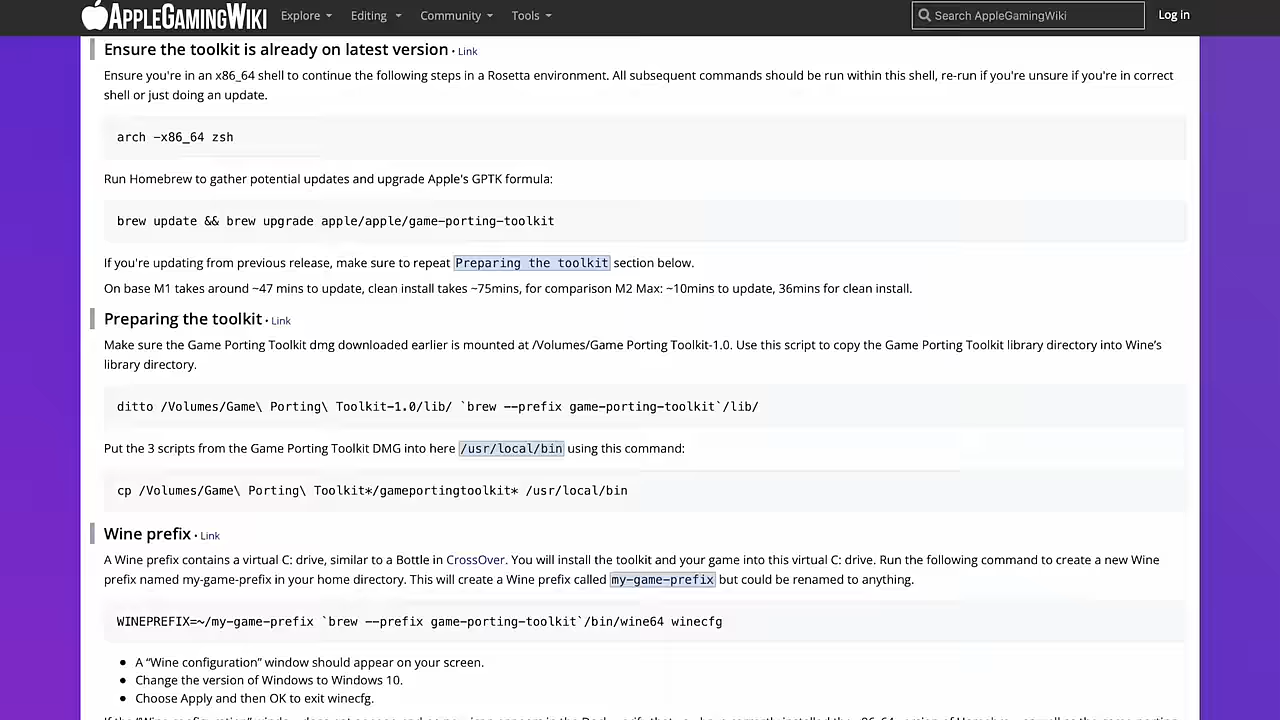 APPLEGAMINGWIKI Explore Editing Community Tools Search AppleGamingWiki Log in
Ensure the toolkit is already on latest version • Link
Ensure you're in an x86_64 shell to continue the following steps in a Rosetta environment. All subsequent commands should be run within this shell, re-run if you're unsure if you're in correct
shell or just doing an update.
arch -x86_64 zsh
Run Homebrew to gather potential updates and upgrade Apple's GPTK formula:
brew update && brew upgrade apple/apple/game-porting-toolkit
If you're updating from previous release, make sure to repeat Preparing the toolkit section below.
On base M1 takes around ~47 mins to update, clean install takes ~75mins, for comparison M2 Max: ~10mins to update, 36mins for clean install.
Preparing the toolkit • Link
Make sure the Game Porting Toolkit dmg downloaded earlier is mounted at /Volumes/Game Porting Toolkit-1.0. Use this script to copy the Game Porting Toolkit library directory into Wine’s
library directory.
ditto /Volumes/Game\ Porting\ Toolkit-1.0/lib/ `brew --prefix game-porting-toolkit`/lib/
Put the 3 scripts from the Game Porting Toolkit DMG into here /usr/local/bin using this command:
cp /Volumes/Game\ Porting\ Toolkit*/gameportingtoolkit* /usr/local/bin
Wine prefix • Link
A Wine prefix contains a virtual C: drive, similar to a Bottle in CrossOver. You will install the toolkit and your game into this virtual C: drive. Run the following command to create a new Wine
prefix named my-game-prefix in your home directory. This will create a Wine prefix called my-game-prefix but could be renamed to anything.
WINEPREFIX=~/my-game-prefix `brew --prefix game-porting-toolkit`/bin/wine64 winecfg
• A “Wine configuration” window should appear on your screen.
• Change the version of Windows to Windows 10.
• Choose Apply and then OK to exit winecfg.